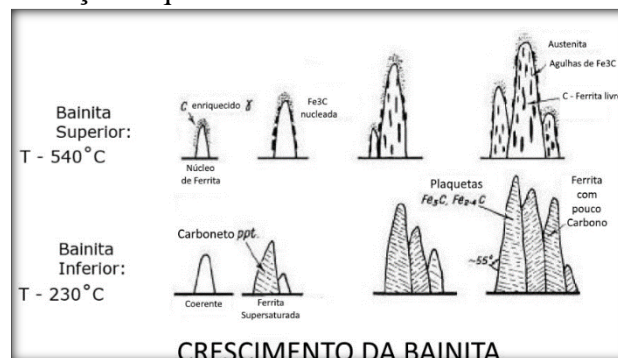 Bainita
Superior:
T - 540°C
C enriquecido γ
Núcleo
de Ferrita
Fe3C
nucleada
Austenita
Agulhas de Fe3C
C - Ferrita livre
Bainita
Inferior:
T - 230°C
Coerente
Carboneto ppt.
Ferrita
Supersaturada
Plaquetas
Fe3C, Fe2-4 C
~55°
Ferrita
com
pouco
Carbono
CRESCIMENTO DA BAINITA